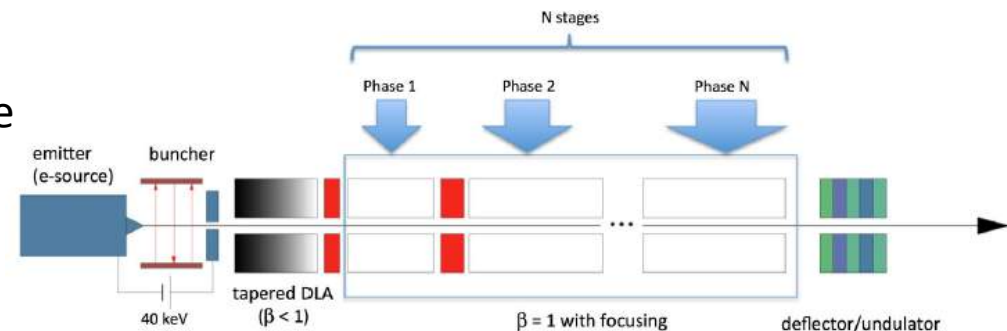 N stages
Phase 1
Phase 2
Phase N
e
emitter
(e-source)
buncher
...
tapered DLA
(β < 1)
40 keV
β = 1 with focusing
deflector/undulator